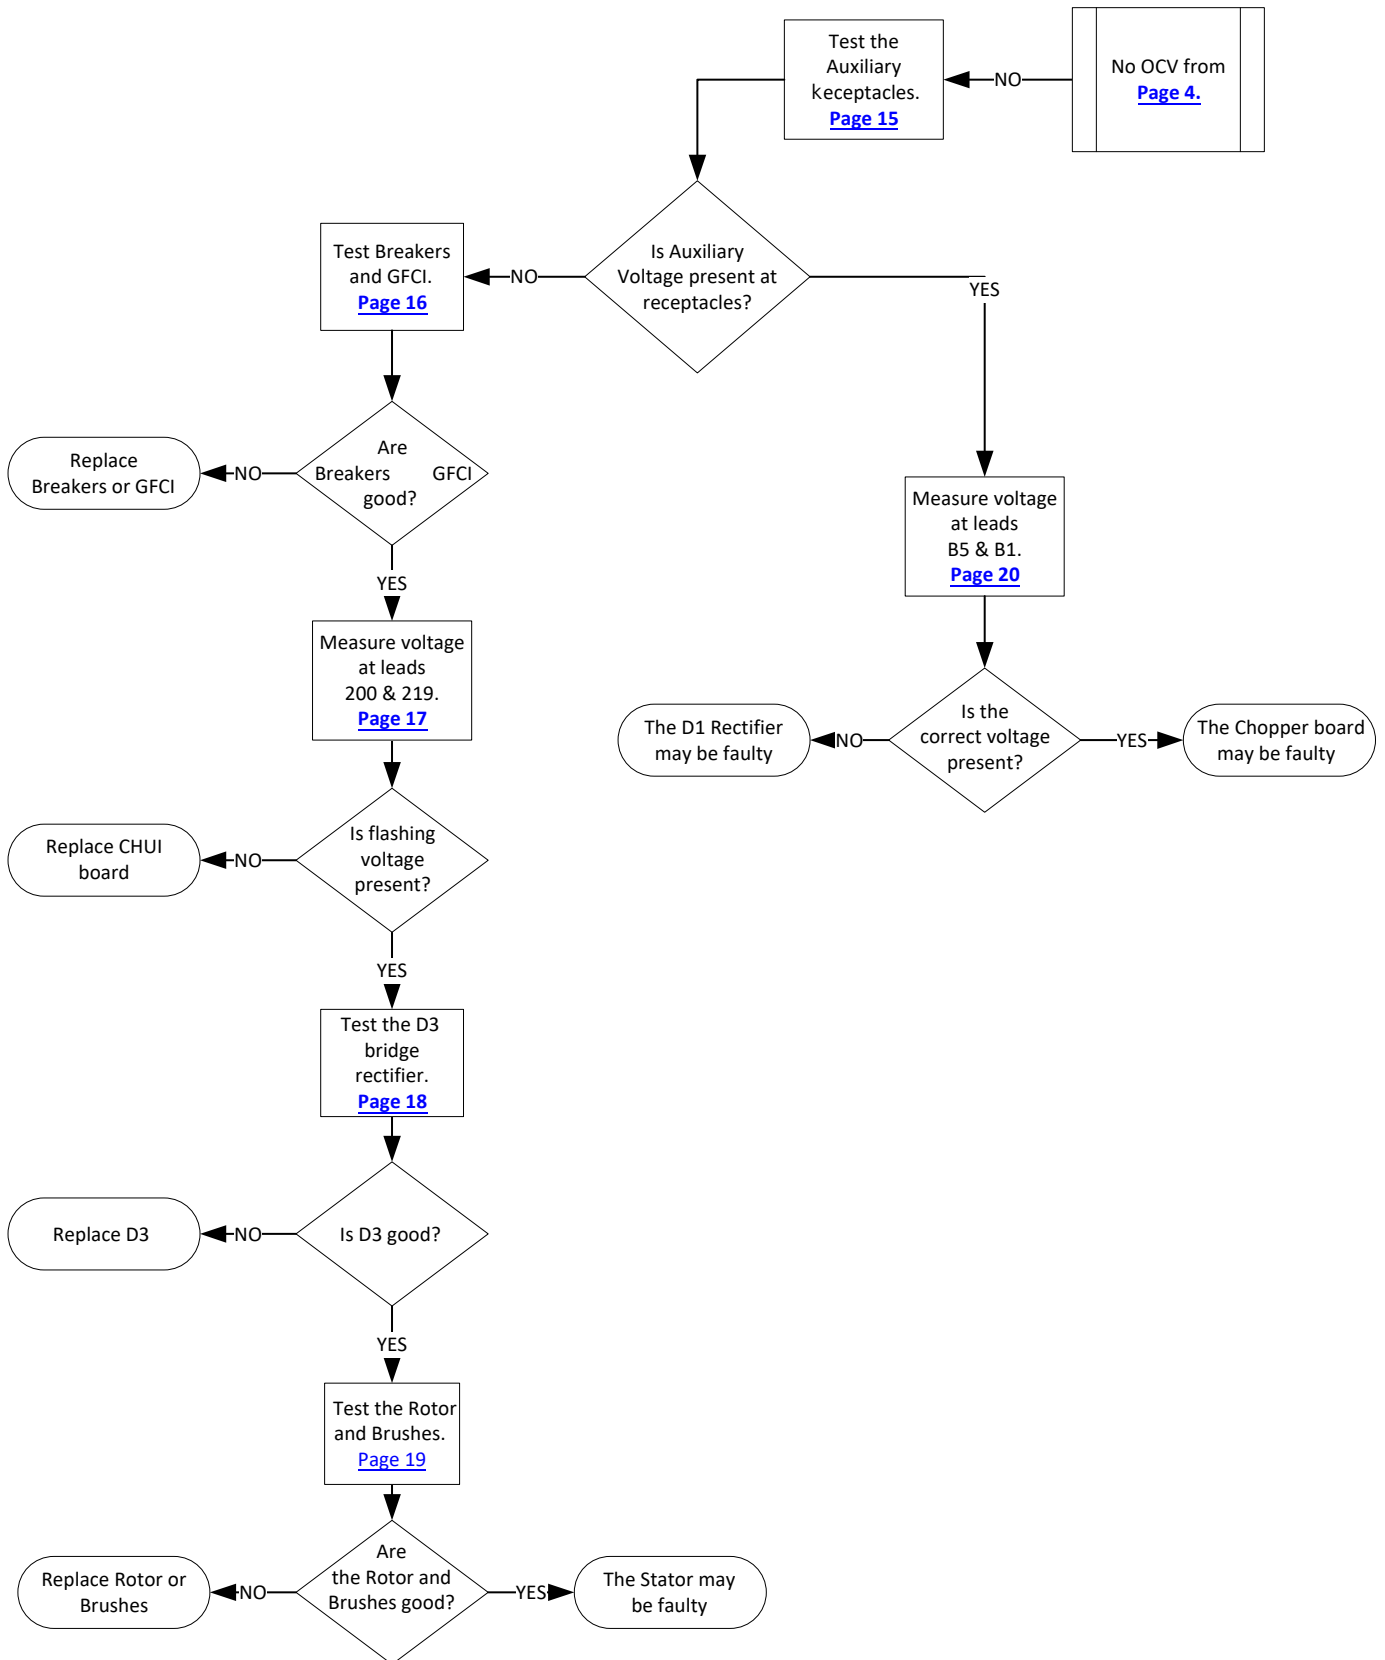 No OCV from
Page 4.
NO
Test the
Auxiliary
keceptacles.
Page 15
Is Auxiliary
Voltage present at
receptacles?
NO
YES
Test Breakers
and GFCI.
Page 16
Are
Breakers GFCI
good?
NO
Replace
Breakers or GFCI
YES
Measure voltage
at leads
200 & 219.
Page 17
Is flashing
voltage
present?
NO
Replace CHUI
board
YES
Test the D3
bridge
rectifier.
Page 18
Is D3 good?
NO
Replace D3
YES
Test the Rotor
and Brushes.
Page 19
Are
the Rotor and
Brushes good?
NO
Replace Rotor or
Brushes
YES
The Stator may
be faulty
Measure voltage
at leads
B5 & B1.
Page 20
Is the
correct voltage
present?
NO
The D1 Rectifier
may be faulty
YES
The Chopper board
may be faulty